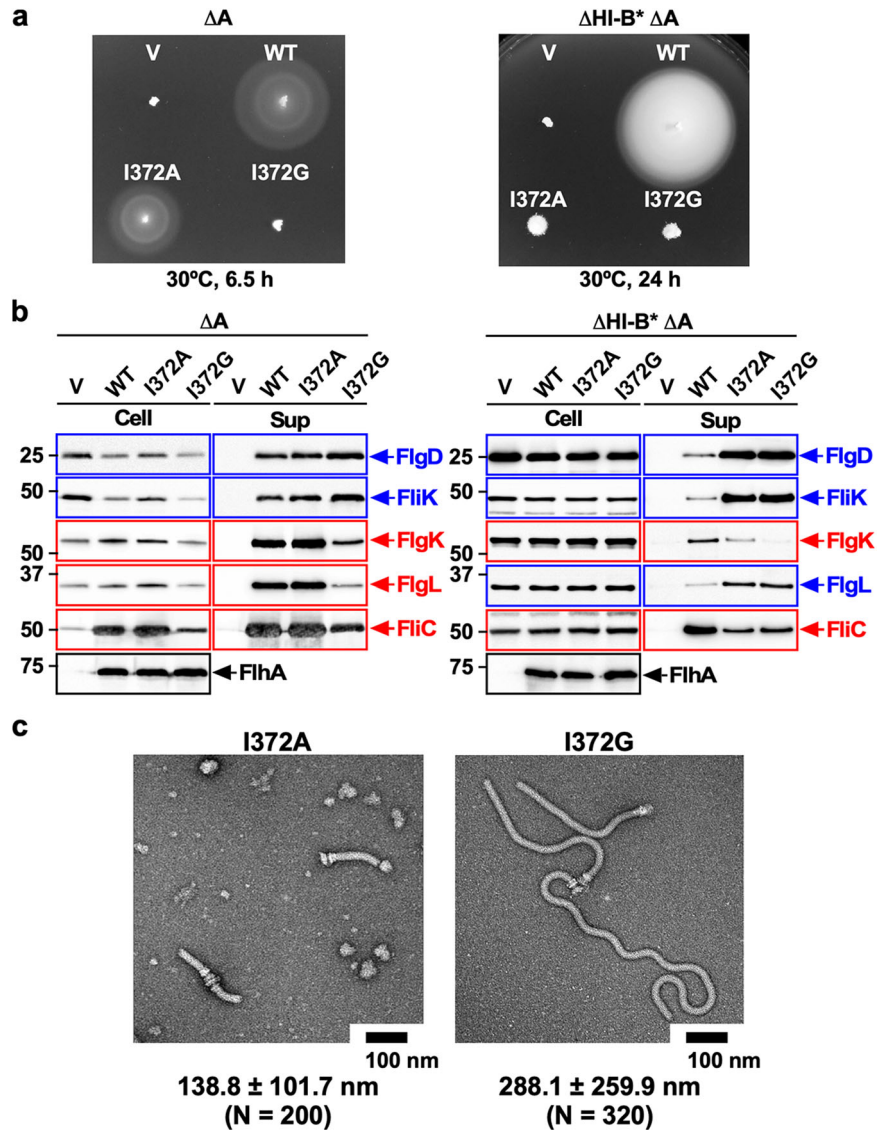 a
ΔA
ΔHI-B* ΔA
V WT
I372A I372G
30ºC, 6.5 h
V WT
I372A I372G
30ºC, 24 h
b
ΔA
V WT I372A I372G V WT I372A I372G
Cell Sup
25 FlgD
50 FliK
50 FlgK
37 FlgL
50 FliC
75 FlhA
ΔHI-B* ΔA
V WT I372A I372G V WT I372A I372G
Cell Sup
25 FlgD
50 FliK
50 FlgK
37 FlgL
50 FliC
75 FlhA
c
I372A
100 nm
138.8 ± 101.7 nm
(N = 200)
I372G
100 nm
288.1 ± 259.9 nm
(N = 320)